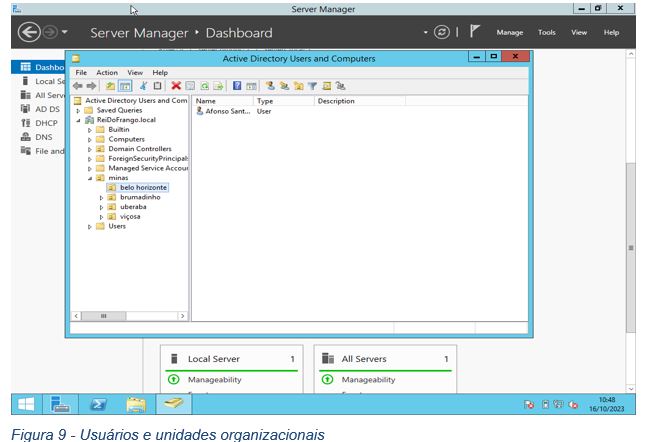 Server Manager
Server Manager • Dashboard
Manage Tools View Help
Dashbo
Local Se
All Serve
AD DS
DHCP
DNS
File and
Active Directory Users and Computers
File Action View Help
Active Directory Users and Com
Saved Queries
ReiDoFrango.local
Builtin
Computers
Domain Controllers
ForeignSecurityPrincipal
Managed Service Accou
minas
belo horizonte
brumadinho
uberaba
viçosa
Users
Name Type Description
Afonso Sant... User
Local Server 1
Manageability
All Servers 1
Manageability
10:48
16/10/2023
Figura 9 - Usuários e unidades organizacionais